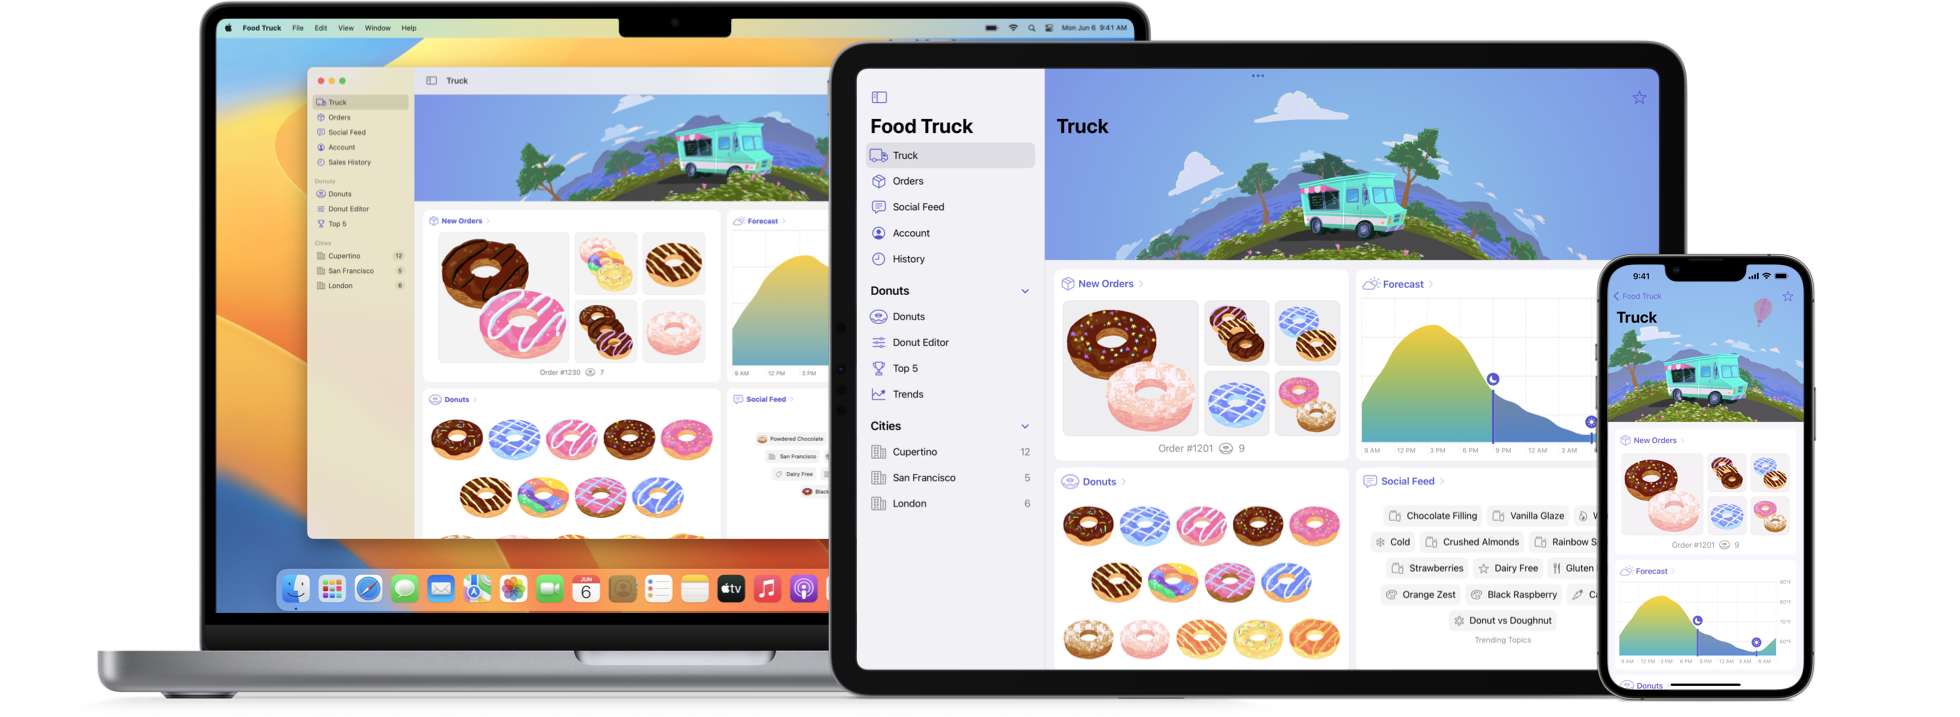 Food Truck File Edit View Window Help
Mon Jun 6 9:41 AM
Truck
Truck
Orders
Social Feed
Account
Sales History
Donuts
Donuts
Donut Editor
Top 5
Cities
Cupertino 12
San Francisco 5
London 6
New Orders
Order #1230 7
Forecast
9 AM 12 PM 3 PM
Donuts
Social Feed
Powdered Chocolate
San Francisco
Dairy Free
JUN
6
tv
Food Truck
Truck
Orders
Social Feed
Account
History
Donuts
Donuts
Donut Editor
Top 5
Trends
Cities
Cupertino 12
San Francisco 5
London 6
Truck
New Orders
Order #1201 9
Forecast
9 AM 12 PM 3 PM 6 PM 9 PM 12 AM 3 AM
Donuts
Social Feed
Chocolate Filling Vanilla Glaze
Cold Crushed Almonds Rainbow S
Strawberries Dairy Free Gluten
Orange Zest Black Raspberry
Donut vs Doughnut
Trending Topics
9:41
Food Truck
Truck
New Orders
Order #1201 9
Forecast
90°F
80°F
70°F
60°F
9 AM 12 PM 3 PM 6 PM 9 PM 12 AM 3 AM 6 AM
Donuts